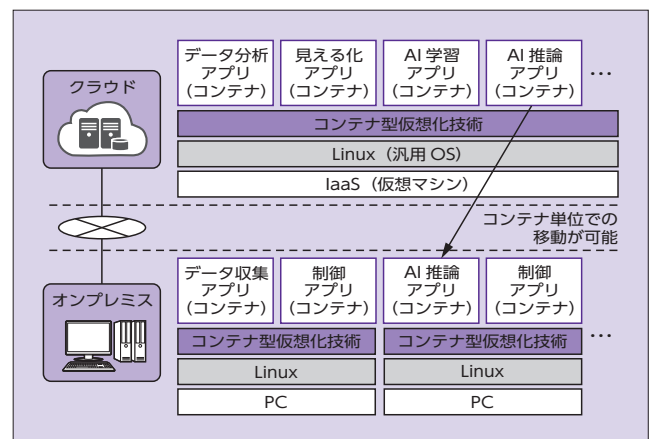 クラウド
データ分析
アプリ
(コンテナ)
見える化
アプリ
(コンテナ)
AI 学習
アプリ
(コンテナ)
AI 推論
アプリ
(コンテナ)
…
コンテナ型仮想化技術
Linux(汎用 OS)
IaaS(仮想マシン)
コンテナ単位での
移動が可能
オンプレミス
データ収集
アプリ
(コンテナ)
制御
アプリ
(コンテナ)
AI 推論
アプリ
(コンテナ)
制御
アプリ
(コンテナ)
…
コンテナ型仮想化技術
コンテナ型仮想化技術
Linux
Linux
PC
PC